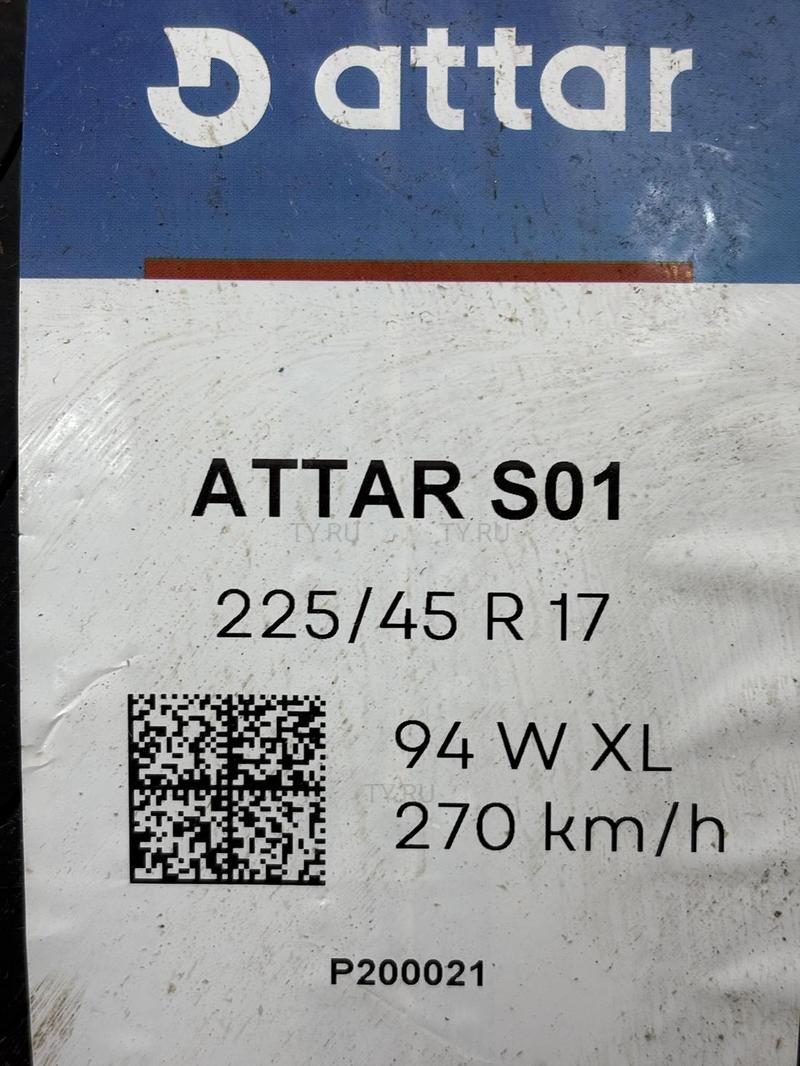 attar
ATTAR S01
TY.RU TY.RU
225/45 R 17
94 W XL
TY.RU
270 km/h
P200021